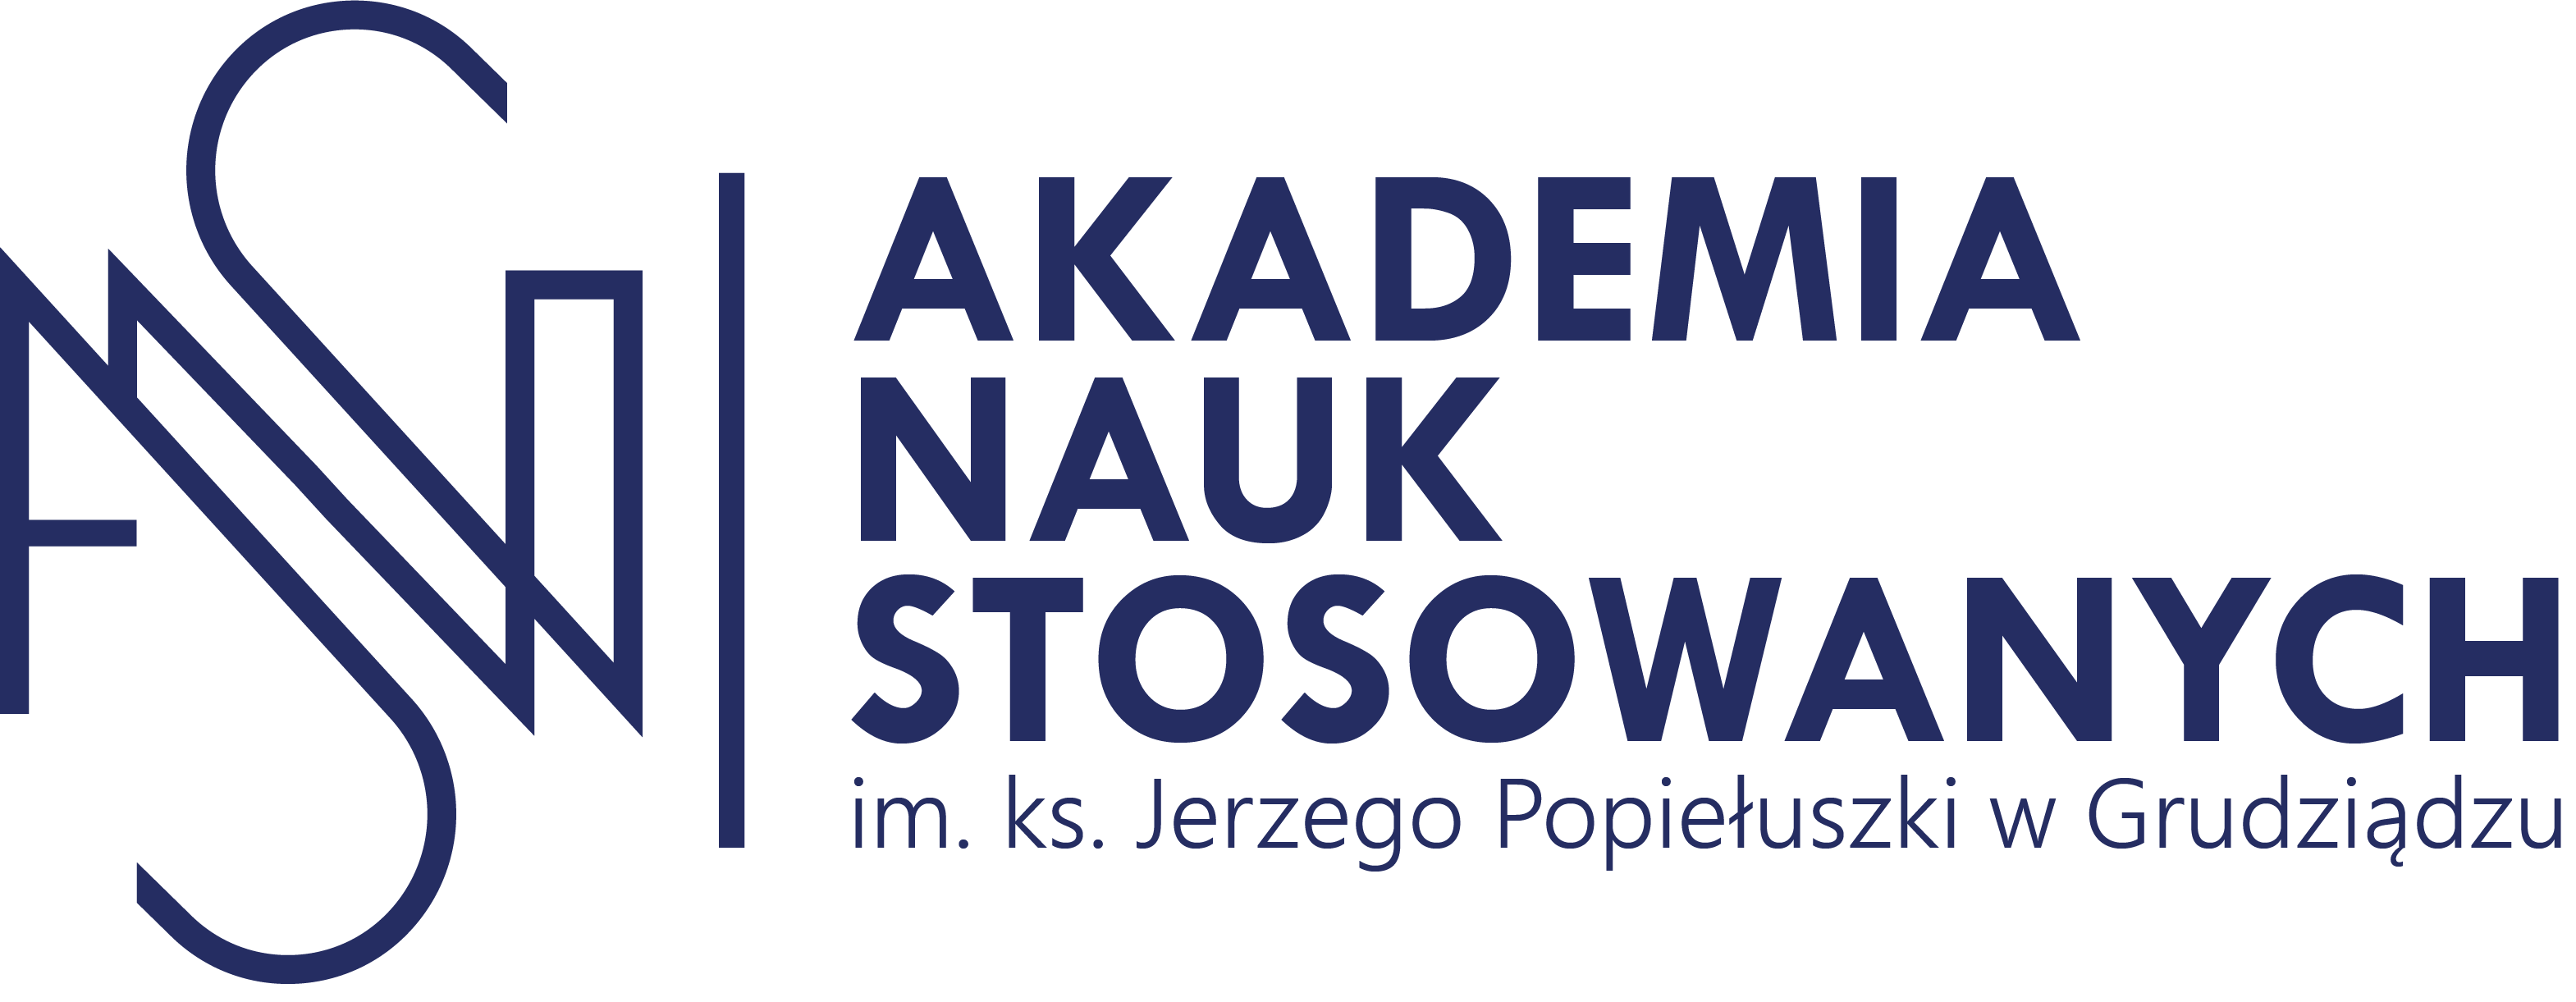 AKADEMIA
NAUK
STOSOWANYCH
im. ks. Jerzego Popiełuszki w Grudziądzu